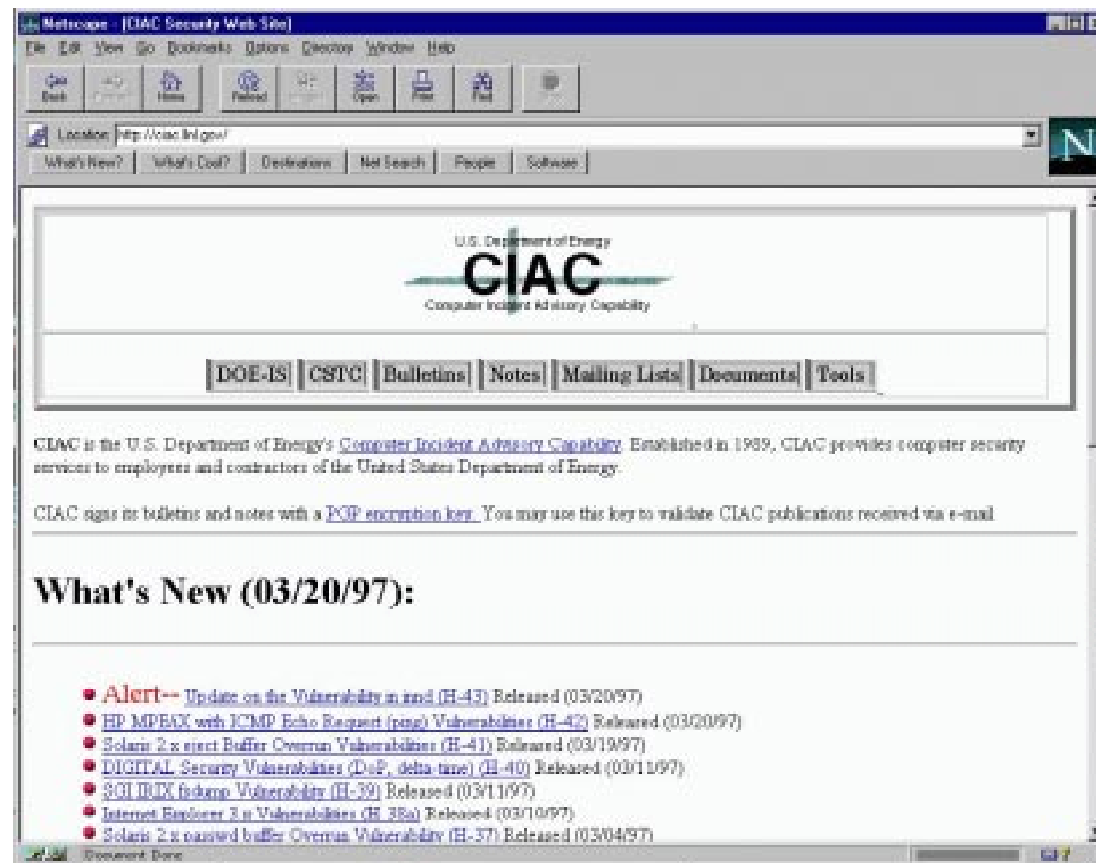 Netscape - [CIAC Security Web Site]
File Edit View Go Bookmarks Options Directory Window Help
Back Home Reload Open Print Find
Location: http://ciac.llnl.gov/
What's New? What's Cool? Destinations Net Search People Software
U.S. Department of Energy
CIAC
Computer Incident Advisory Capability
DOE-IS CSTC Bulletins Notes Mailing Lists Documents Tools
CIAC is the U.S. Department of Energy's Computer Incident Advisory Capability. Established in 1989, CIAC provides computer security
services to employees and contractors of the United States Department of Energy.
CIAC signs its bulletins and notes with a PGP encryption key. You may use this key to validate CIAC publications received via e-mail.
What's New (03/20/97):
Alert-- Update on the Vulnerability in innd (H-43) Released (03/20/97)
HP MPE/iX with ICMP Echo Request (ping) Vulnerabilities (H-42) Released (03/20/97)
Solaris 2.x eject Buffer Overrun Vulnerabilities (H-41) Released (03/19/97)
DIGITAL Security Vulnerabilities (DoP, delta-time) (H-40) Released (03/11/97)
SGI IRIX fsdump Vulnerability (H-39) Released (03/11/97)
Internet Explorer 3.x Vulnerabilities (H-38a) Released (03/10/97)
Solaris 2.x passwd buffer Overrun Vulnerability (H-37) Released (03/04/97)
Document: Done